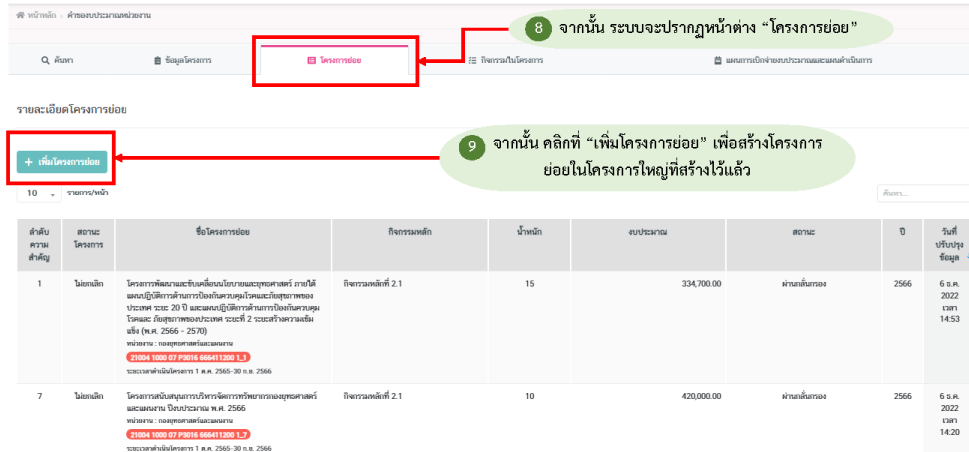 หน้าหลัก › คำของบประมาณหน่วยงาน
8 จากนั้น ระบบจะปรากฏหน้าต่าง “โครงการย่อย”
ค้นหา ข้อมูลโครงการ โครงการย่อย กิจกรรมในโครงการ แผนการเบิกจ่ายงบประมาณและแผนดำเนินการ
รายละเอียดโครงการย่อย
9 จากนั้น คลิกที่ “เพิ่มโครงการย่อย” เพื่อสร้างโครงการ
ย่อยในโครงการใหญ่ที่สร้างไว้แล้ว
+ เพิ่มโครงการย่อย
10 รายการ/หน้า ค้นหา...
ลำดับ สถานะ ชื่อโครงการย่อย กิจกรรมหลัก น้ำหนัก งบประมาณ สถานะ ปี วันที่
ความ โครงการ ปรับปรุง
สำคัญ ข้อมูล
1 ไม่ยกเลิก โครงการพัฒนาและขับเคลื่อนนโยบายและยุทธศาสตร์ ภายใต้ กิจกรรมหลักที่ 2.1 15 334,700.00 ผ่านกลั่นกรอง 2566 6 ธ.ค.
แผนปฏิบัติการด้านการป้องกันควบคุมโรคและภัยสุขภาพของ 2022
ประเทศ ระยะ 20 ปี และแผนปฏิบัติการด้านการป้องกันควบคุม เวลา
โรคและ ภัยสุขภาพของประเทศ ระยะที่ 2 ระยะสร้างความเข้ม 14:53
แข็ง (พ.ศ. 2566 - 2570)
หน่วยงาน : กองยุทธศาสตร์และแผนงาน
21004 1000 07 P3016 666411200 1_1
ระยะเวลาดำเนินโครงการ 1 ต.ค. 2565-30 ก.ย. 2566
7 ไม่ยกเลิก โครงการสนับสนุนการบริหารจัดการทรัพยากรกองยุทธศาสตร์ กิจกรรมหลักที่ 2.1 10 420,000.00 ผ่านกลั่นกรอง 2566 6 ธ.ค.
และแผนงาน ปีงบประมาณ พ.ศ. 2566 2022
หน่วยงาน : กองยุทธศาสตร์และแผนงาน เวลา
21004 1000 07 P3016 666411200 1_7 14:20
ระยะเวลาดำเนินโครงการ 1 ต.ค. 2565-30 ก.ย. 2566